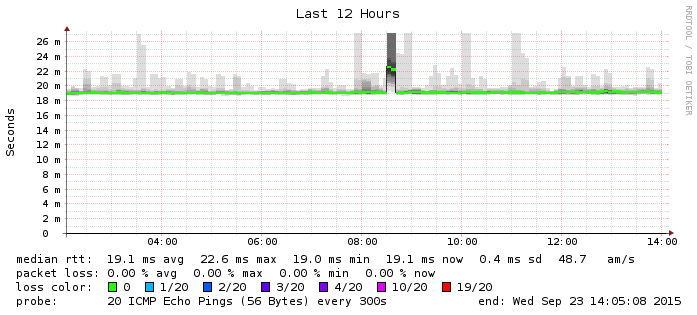 Last 12 Hours
RRDTOOL / TOBI OETIKER
Seconds
26 m
24 m
22 m
20 m
18 m
16 m
14 m
12 m
10 m
8 m
6 m
4 m
2 m
0
04:00 06:00 08:00 10:00 12:00 14:00
median rtt: 19.1 ms avg 22.6 ms max 19.0 ms min 19.1 ms now 0.4 ms sd 48.7 am/s
packet loss: 0.00 % avg 0.00 % max 0.00 % min 0.00 % now
loss color: 0 1/20 2/20 3/20 4/20 10/20 19/20
probe: 20 ICMP Echo Pings (56 Bytes) every 300s end: Wed Sep 23 14:05:08 2015